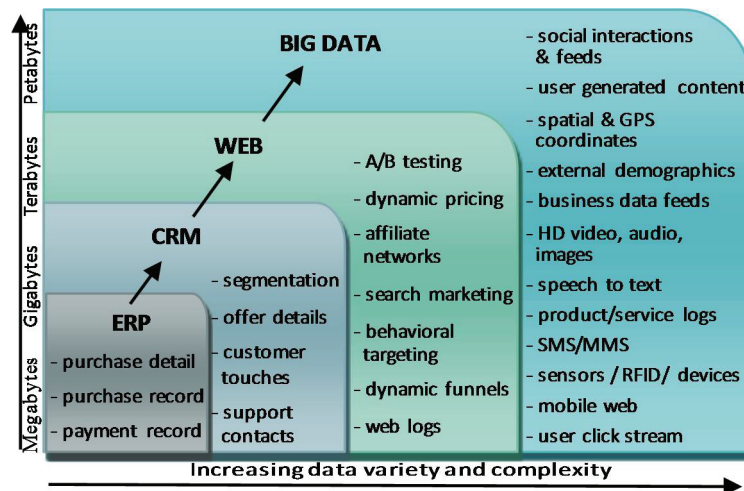 Petabytes
Terabytes
Gigabytes
Megabytes
BIG DATA
WEB
CRM
ERP
- purchase detail
- purchase record
- payment record
- segmentation
- offer details
- customer
touches
- support
contacts
- A/B testing
- dynamic pricing
- affiliate
networks
- search marketing
- behavioral
targeting
- dynamic funnels
- web logs
- social interactions
& feeds
- user generated content
- spatial & GPS
coordinates
- external demographics
- business data feeds
- HD video, audio,
images
- speech to text
- product/service logs
- SMS/MMS
- sensors / RFID/ devices
- mobile web
- user click stream
Increasing data variety and complexity